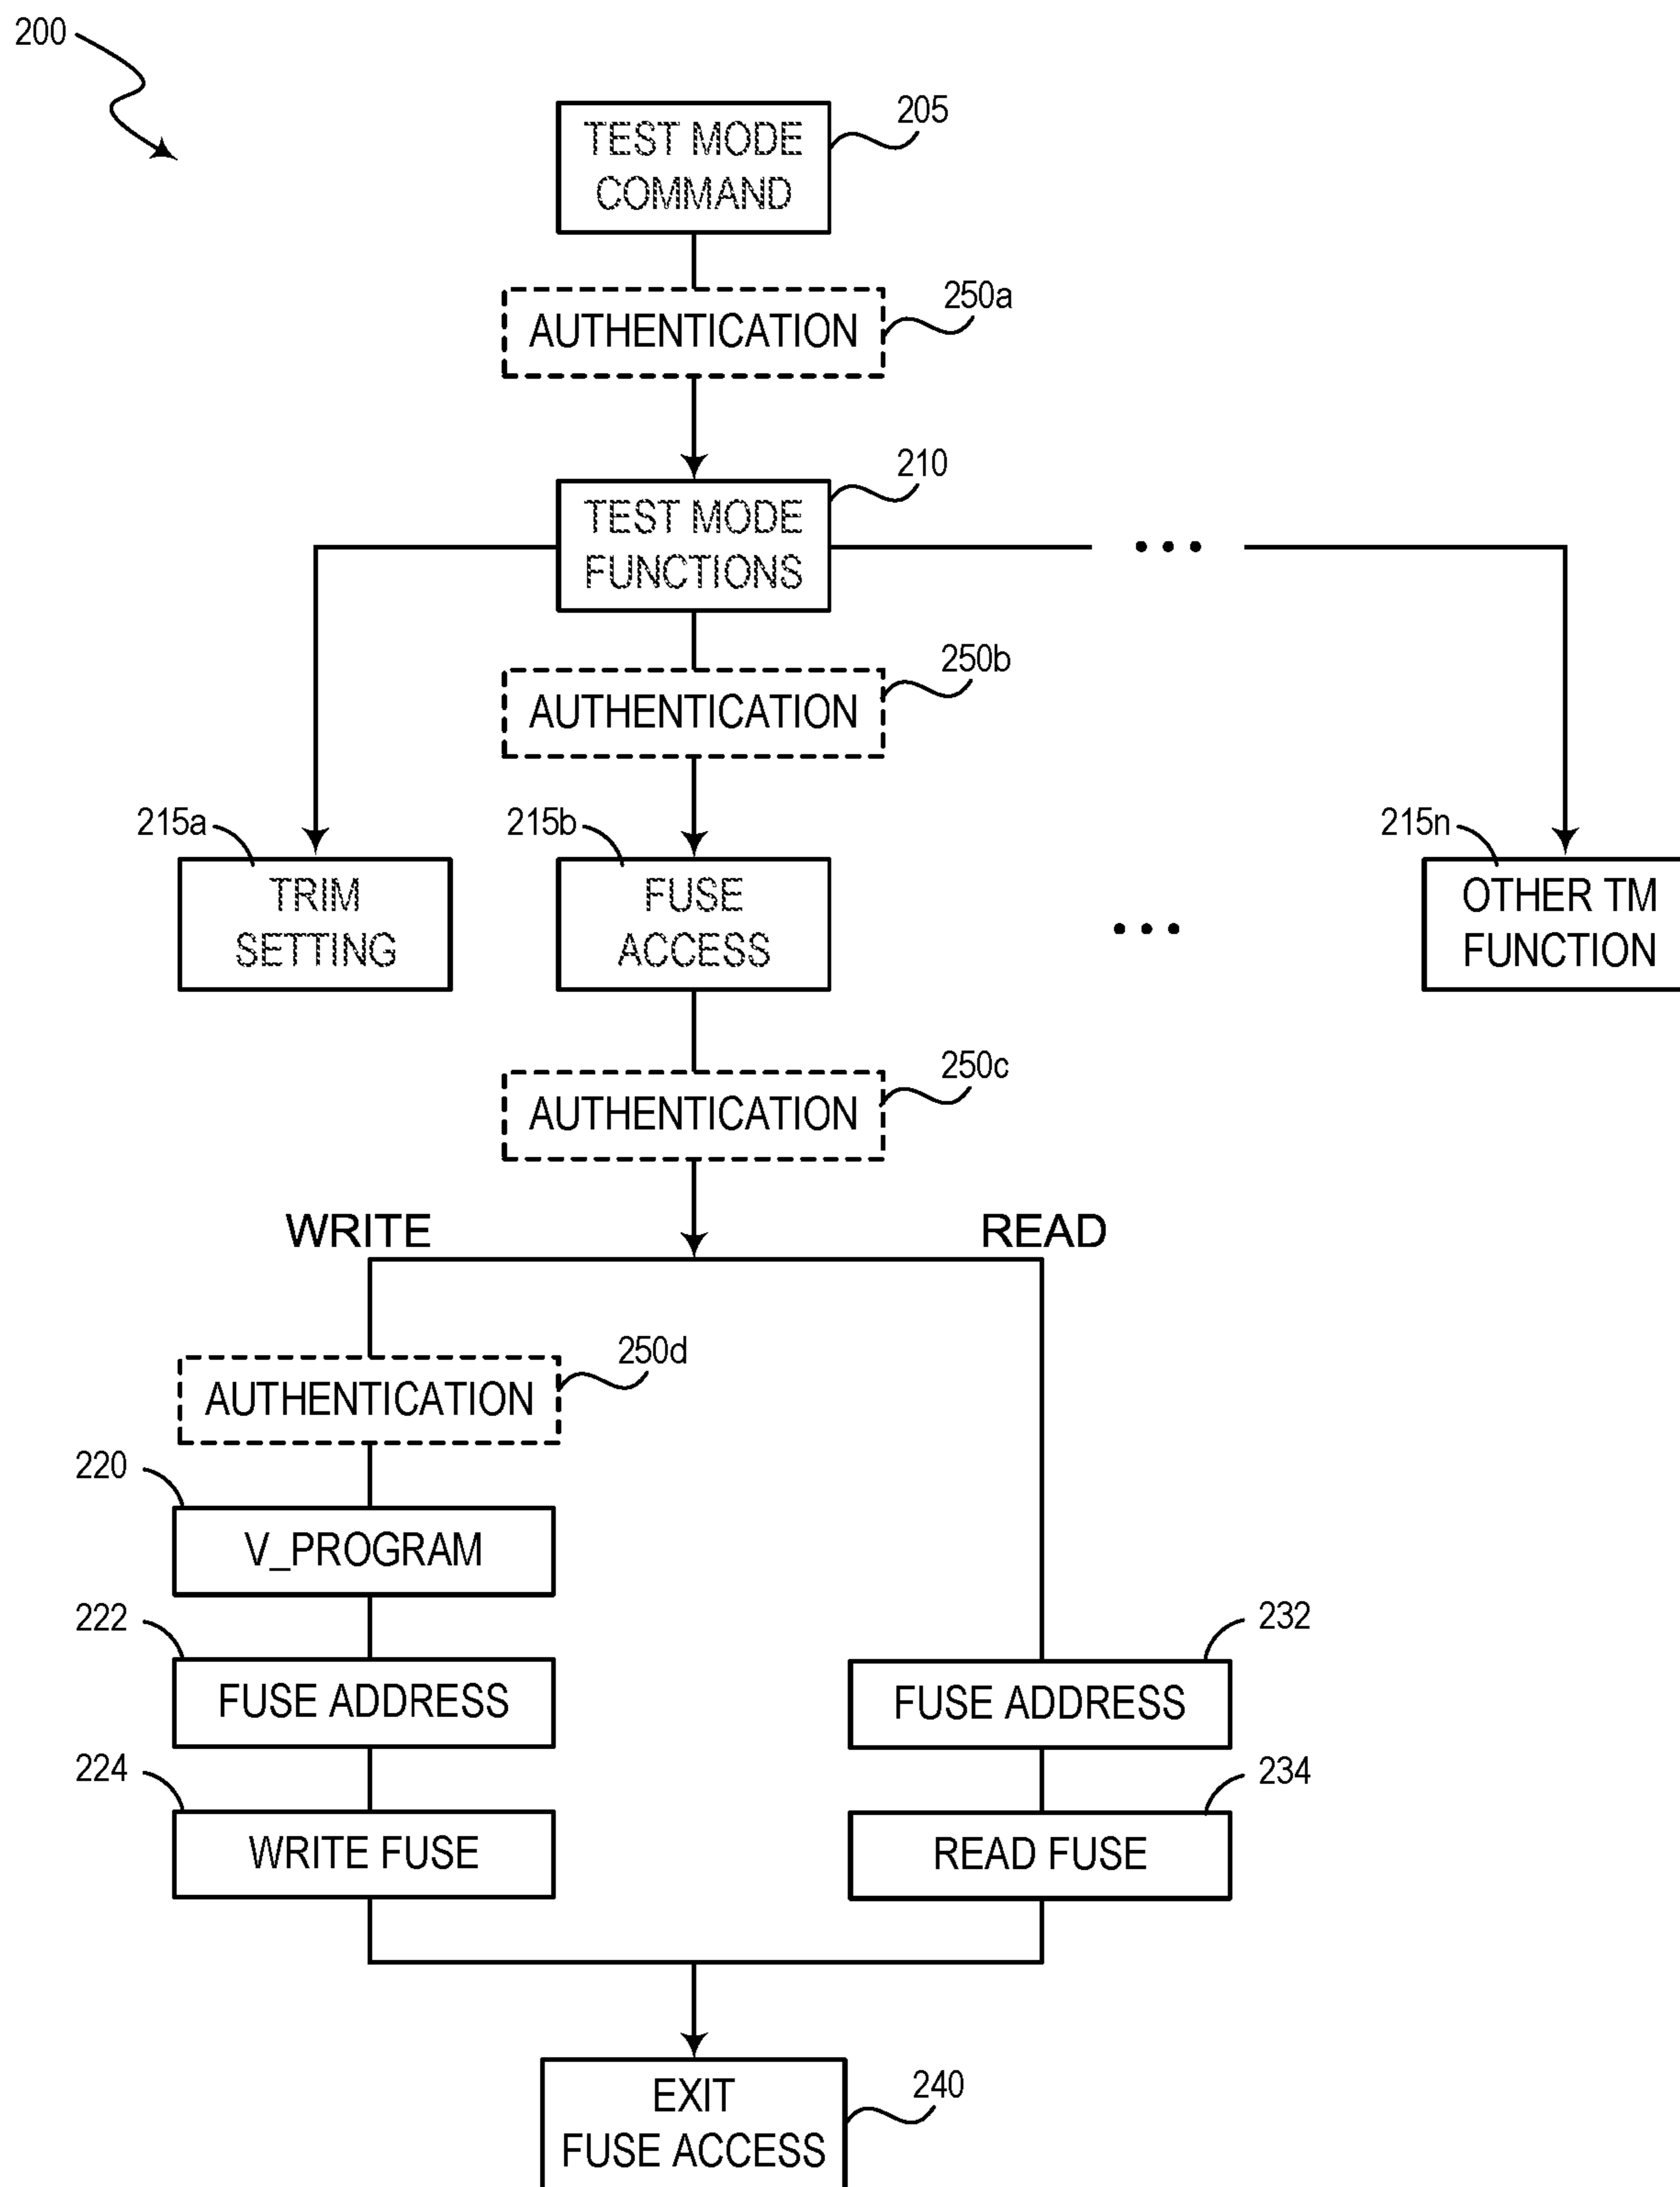 200
205
TEST MODE
COMMAND
250a
AUTHENTICATION
210
TEST MODE
FUNCTIONS
• • •
250b
AUTHENTICATION
215a
215b
215n
TRIM
SETTING
FUSE
ACCESS
• • •
OTHER TM
FUNCTION
250c
AUTHENTICATION
WRITE
READ
250d
AUTHENTICATION
220
V_PROGRAM
222
FUSE ADDRESS
232
FUSE ADDRESS
224
WRITE FUSE
234
READ FUSE
240
EXIT
FUSE ACCESS